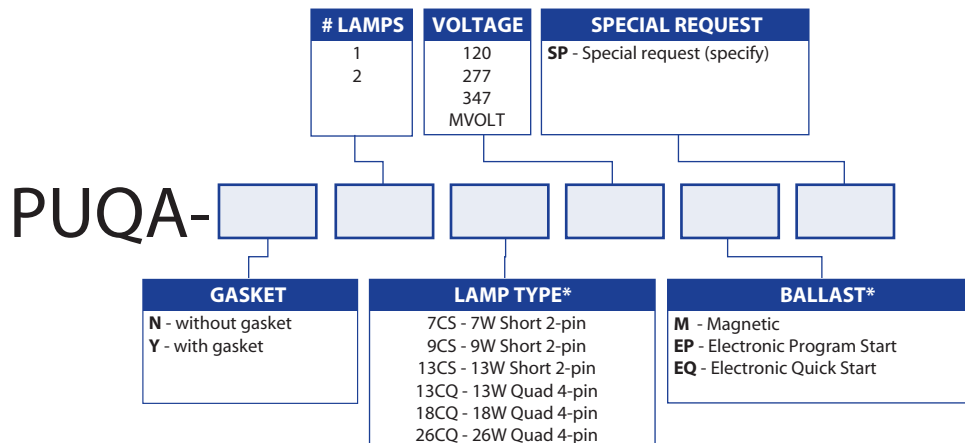 # LAMPS
1
2
VOLTAGE
120
277
347
MVOLT
SPECIAL REQUEST
SP - Special request (specify)
PUQA-
GASKET
N - without gasket
Y - with gasket
LAMP TYPE*
7CS - 7W Short 2-pin
9CS - 9W Short 2-pin
13CS - 13W Short 2-pin
13CQ - 13W Quad 4-pin
18CQ - 18W Quad 4-pin
26CQ - 26W Quad 4-pin
BALLAST*
M - Magnetic
EP - Electronic Program Start
EQ - Electronic Quick Start